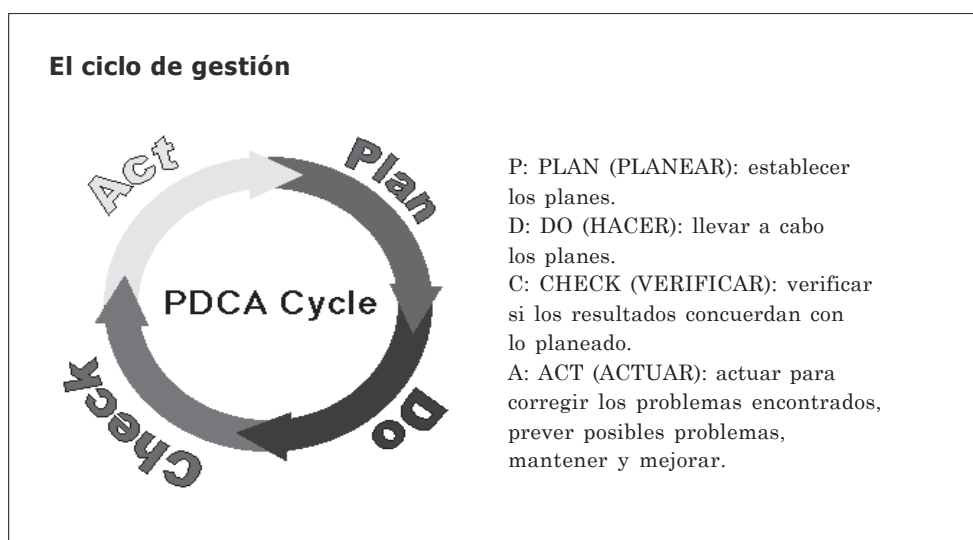 El ciclo de gestión
Act
Plan
PDCA Cycle
Check
Do
P: PLAN (PLANEAR): establecer
los planes.
D: DO (HACER): llevar a cabo
los planes.
C: CHECK (VERIFICAR): verificar
si los resultados concuerdan con
lo planeado.
A: ACT (ACTUAR): actuar para
corregir los problemas encontrados,
prever posibles problemas,
mantener y mejorar.